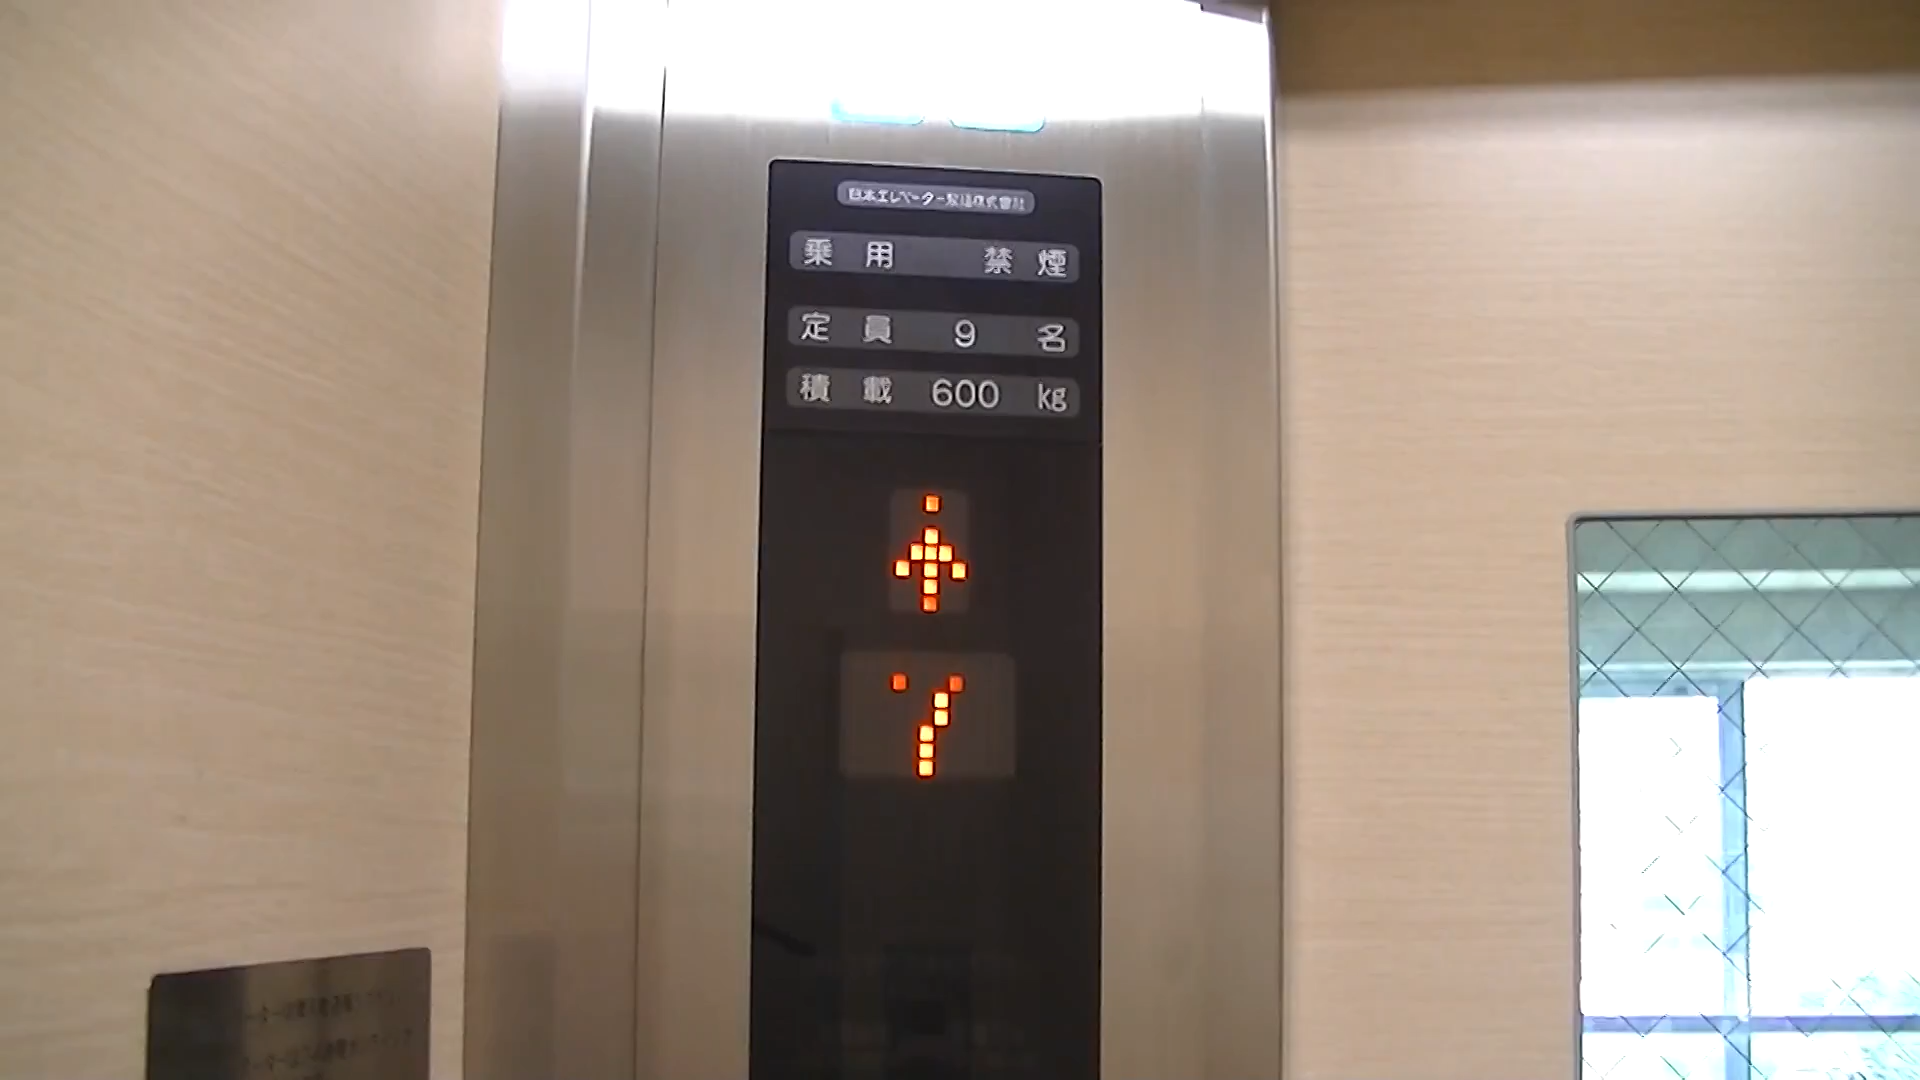 日本エレベーター製造株式會社
乗用 禁煙
定員 9 名
積載 600 kg
7